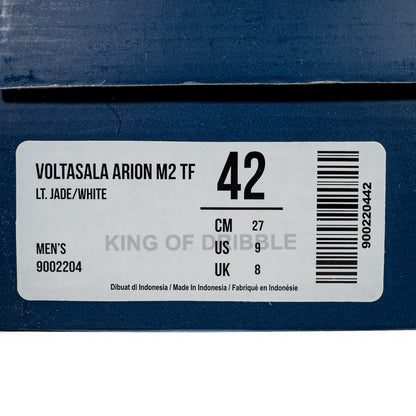 VOLTASALA ARION M2 TF
LT. JADE/WHITE
42
CM 27
US 9
UK 8
KING OF DRIBBLE
MEN'S
9002204
Dibuat di Indonesia / Made In Indonesia / Fabriqué en Indonésie
900220442